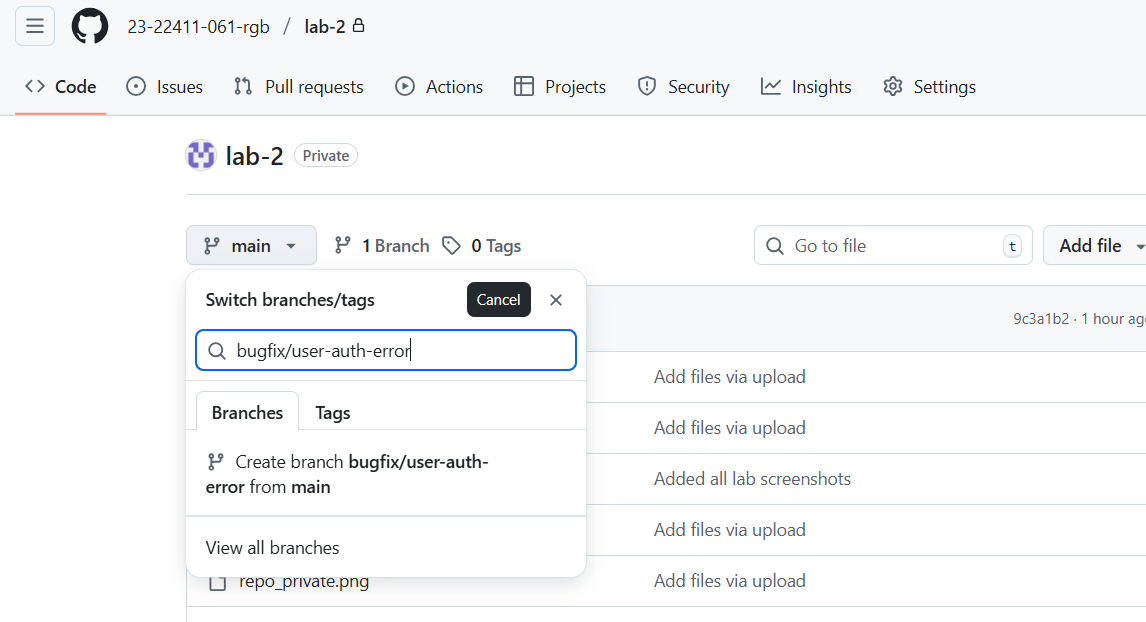 23-22411-061-rgb / lab-2
Code Issues Pull requests Actions Projects Security Insights Settings
lab-2 Private
main 1 Branch 0 Tags Go to file t Add file
Switch branches/tags Cancel
9c3a1b2 · 1 hour ag
bugfix/user-auth-error
Add files via upload
Branches Tags
Add files via upload
Create branch bugfix/user-auth-
error from main
Added all lab screenshots
Add files via upload
View all branches
repo_private.png Add files via upload